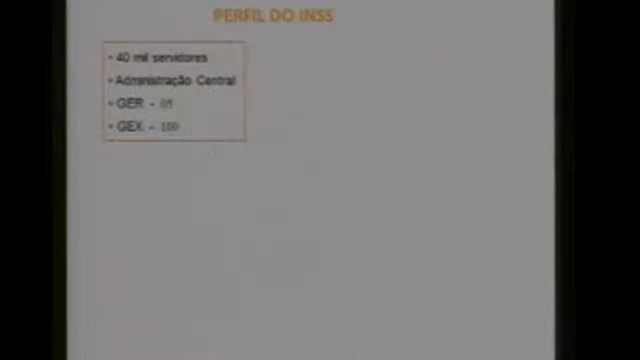 PERFIL DO INSS
• 40 mil servidores
• Administração Central
• GER - 05
• GEX - 100